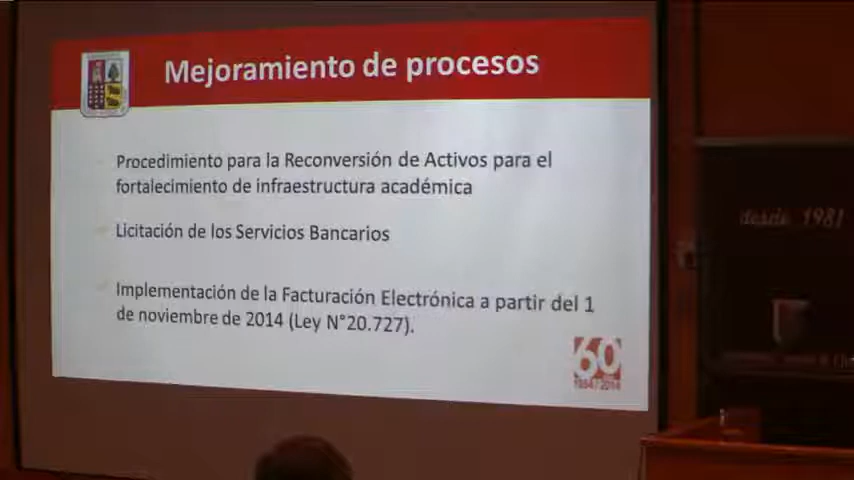 Mejoramiento de procesos
Procedimiento para la Reconversión de Activos para el
fortalecimiento de infraestructura académica
Licitación de los Servicios Bancarios
Implementación de la Facturación Electrónica a partir del 1
de noviembre de 2014 (Ley N°20.727).
60
1954/2014
desde 1981